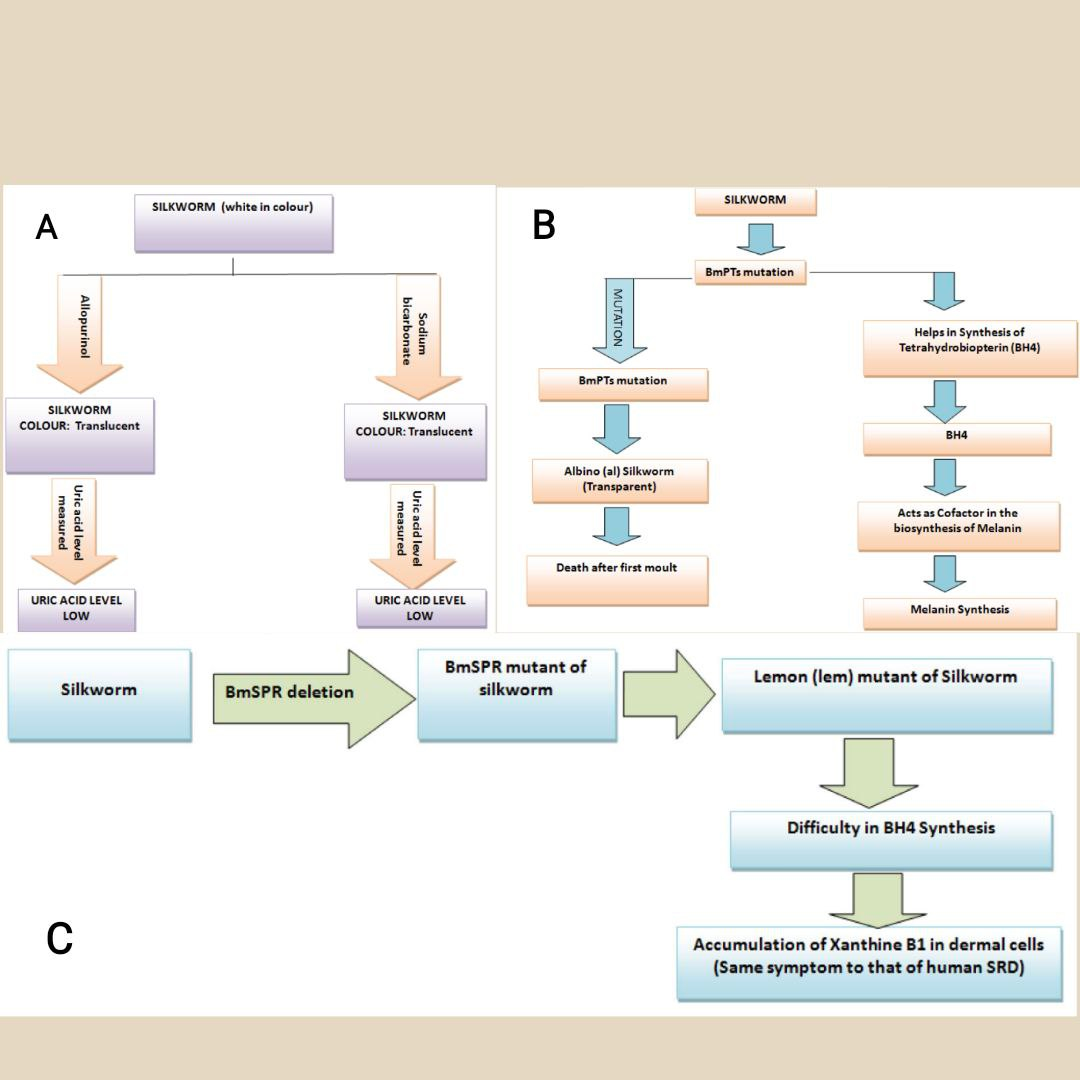 A
SILKWORM (white in colour)
Allopurinol
Sodium
bicarbonate
SILKWORM
COLOUR: Translucent
SILKWORM
COLOUR: Translucent
Uric acid level
measured
Uric acid level
measured
URIC ACID LEVEL
LOW
URIC ACID LEVEL
LOW
B
SILKWORM
BmPTs mutation
MUTATION
BmPTs mutation
Albino (al) Silkworm
(Transparent)
Death after first moult
Helps in Synthesis of
Tetrahydrobiopterin (BH4)
BH4
Acts as Cofactor in the
biosynthesis of Melanin
Melanin Synthesis
Silkworm
BmSPR deletion
BmSPR mutant of
silkworm
Lemon (lem) mutant of Silkworm
Difficulty in BH4 Synthesis
C
Accumulation of Xanthine B1 in dermal cells
(Same symptom to that of human SRD)